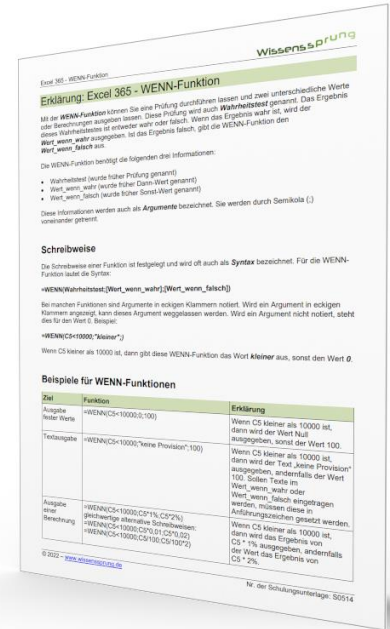 Wissenssprung
Excel 365 - WENN-Funktion
Erklärung: Excel 365 - WENN-Funktion
Mit der WENN-Funktion können Sie eine Prüfung durchführen lassen und zwei unterschiedliche Werte
oder Berechnungen ausgeben lassen. Diese Prüfung wird auch Wahrheitstest genannt. Das Ergebnis
dieses Wahrheitstestes ist entweder wahr oder falsch. Wenn das Ergebnis wahr ist, wird der
Wert_wenn_wahr ausgegeben. Ist das Ergebnis falsch, gibt die WENN-Funktion den
Wert_wenn_falsch aus.
Die WENN-Funktion benötigt die folgenden drei Informationen:
• Wahrheitstest (wurde früher Prüfung genannt)
• Wert_wenn_wahr (wurde früher Dann-Wert genannt)
• Wert_wenn_falsch (wurde früher Sonst-Wert genannt)
Diese Informationen werden auch als Argumente bezeichnet. Sie werden durch Semikola (;)
voneinander getrennt.
Schreibweise
Die Schreibweise einer Funktion ist festgelegt und wird oft auch als Syntax bezeichnet. Für die WENN-
Funktion lautet die Syntax:
=WENN(Wahrheitstest;[Wert_wenn_wahr];[Wert_wenn_falsch])
Bei manchen Funktionen sind Argumente in eckigen Klammern notiert. Wird ein Argument in eckigen
Klammern angezeigt, kann dieses Argument weggelassen werden. Wird ein Argument nicht notiert, steht
dies für den Wert 0. Beispiel:
=WENN(C5<10000;"kleiner";)
Wenn C5 kleiner als 10000 ist, dann gibt diese WENN-Funktion das Wort kleiner aus, sonst den Wert 0.
Beispiele für WENN-Funktionen
Ziel Funktion Erklärung
Ausgabe =WENN(C5<10000;0;100) Wenn C5 kleiner als 10000 ist,
fester Werte dann wird der Wert Null
ausgegeben, sonst der Wert 100.
Textausgabe =WENN(C5<10000;"keine Provision";100) Wenn C5 kleiner als 10000 ist,
dann wird der Text „keine Provision"
ausgegeben, andernfalls der Wert
100. Sollen Texte im
Wert_wenn_wahr oder
Wert_wenn_falsch eingetragen
werden, müssen diese in
Anführungszeichen gesetzt werden.
Ausgabe =WENN(C5<10000;C5*1%;C5*2%) Wenn C5 kleiner als 10000 ist,
einer gleichwertige alternative Schreibweisen: dann wird das Ergebnis von
Berechnung =WENN(C5<10000;C5*0,01;C5*0,02) C5 * 1% ausgegeben, andernfalls
=WENN(C5<10000;C5/100;C5/100*2) der Wert das Ergebnis von
C5 * 2%.
© 2022 – www.wissenssprung.de Nr. der Schulungsunterlage: S0514